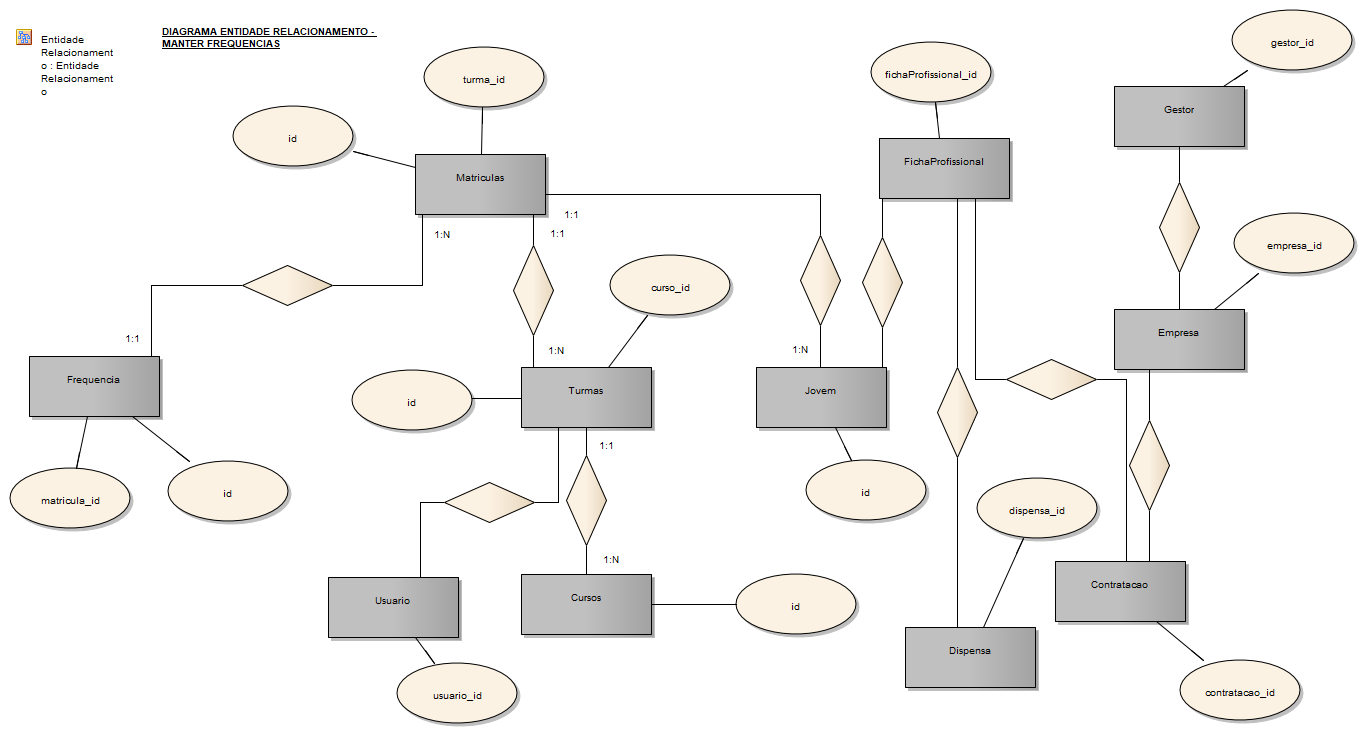 DIAGRAMA ENTIDADE RELACIONAMENTO -
MANTER FREQUENCIAS
Entidade
Relacionament
o : Entidade
Relacionament
o
turma_id
id
Matriculas
1:N
1:1
1:1
fichaProfissional_id
FichaProfissional
gestor_id
Gestor
empresa_id
Empresa
curso_id
1:1
1:N
1:N
Frequencia
id
Turmas
Jovem
matricula_id
id
1:1
id
dispensa_id
1:N
Usuario
Cursos
id
Contratacao
Dispensa
usuario_id
contratacao_id